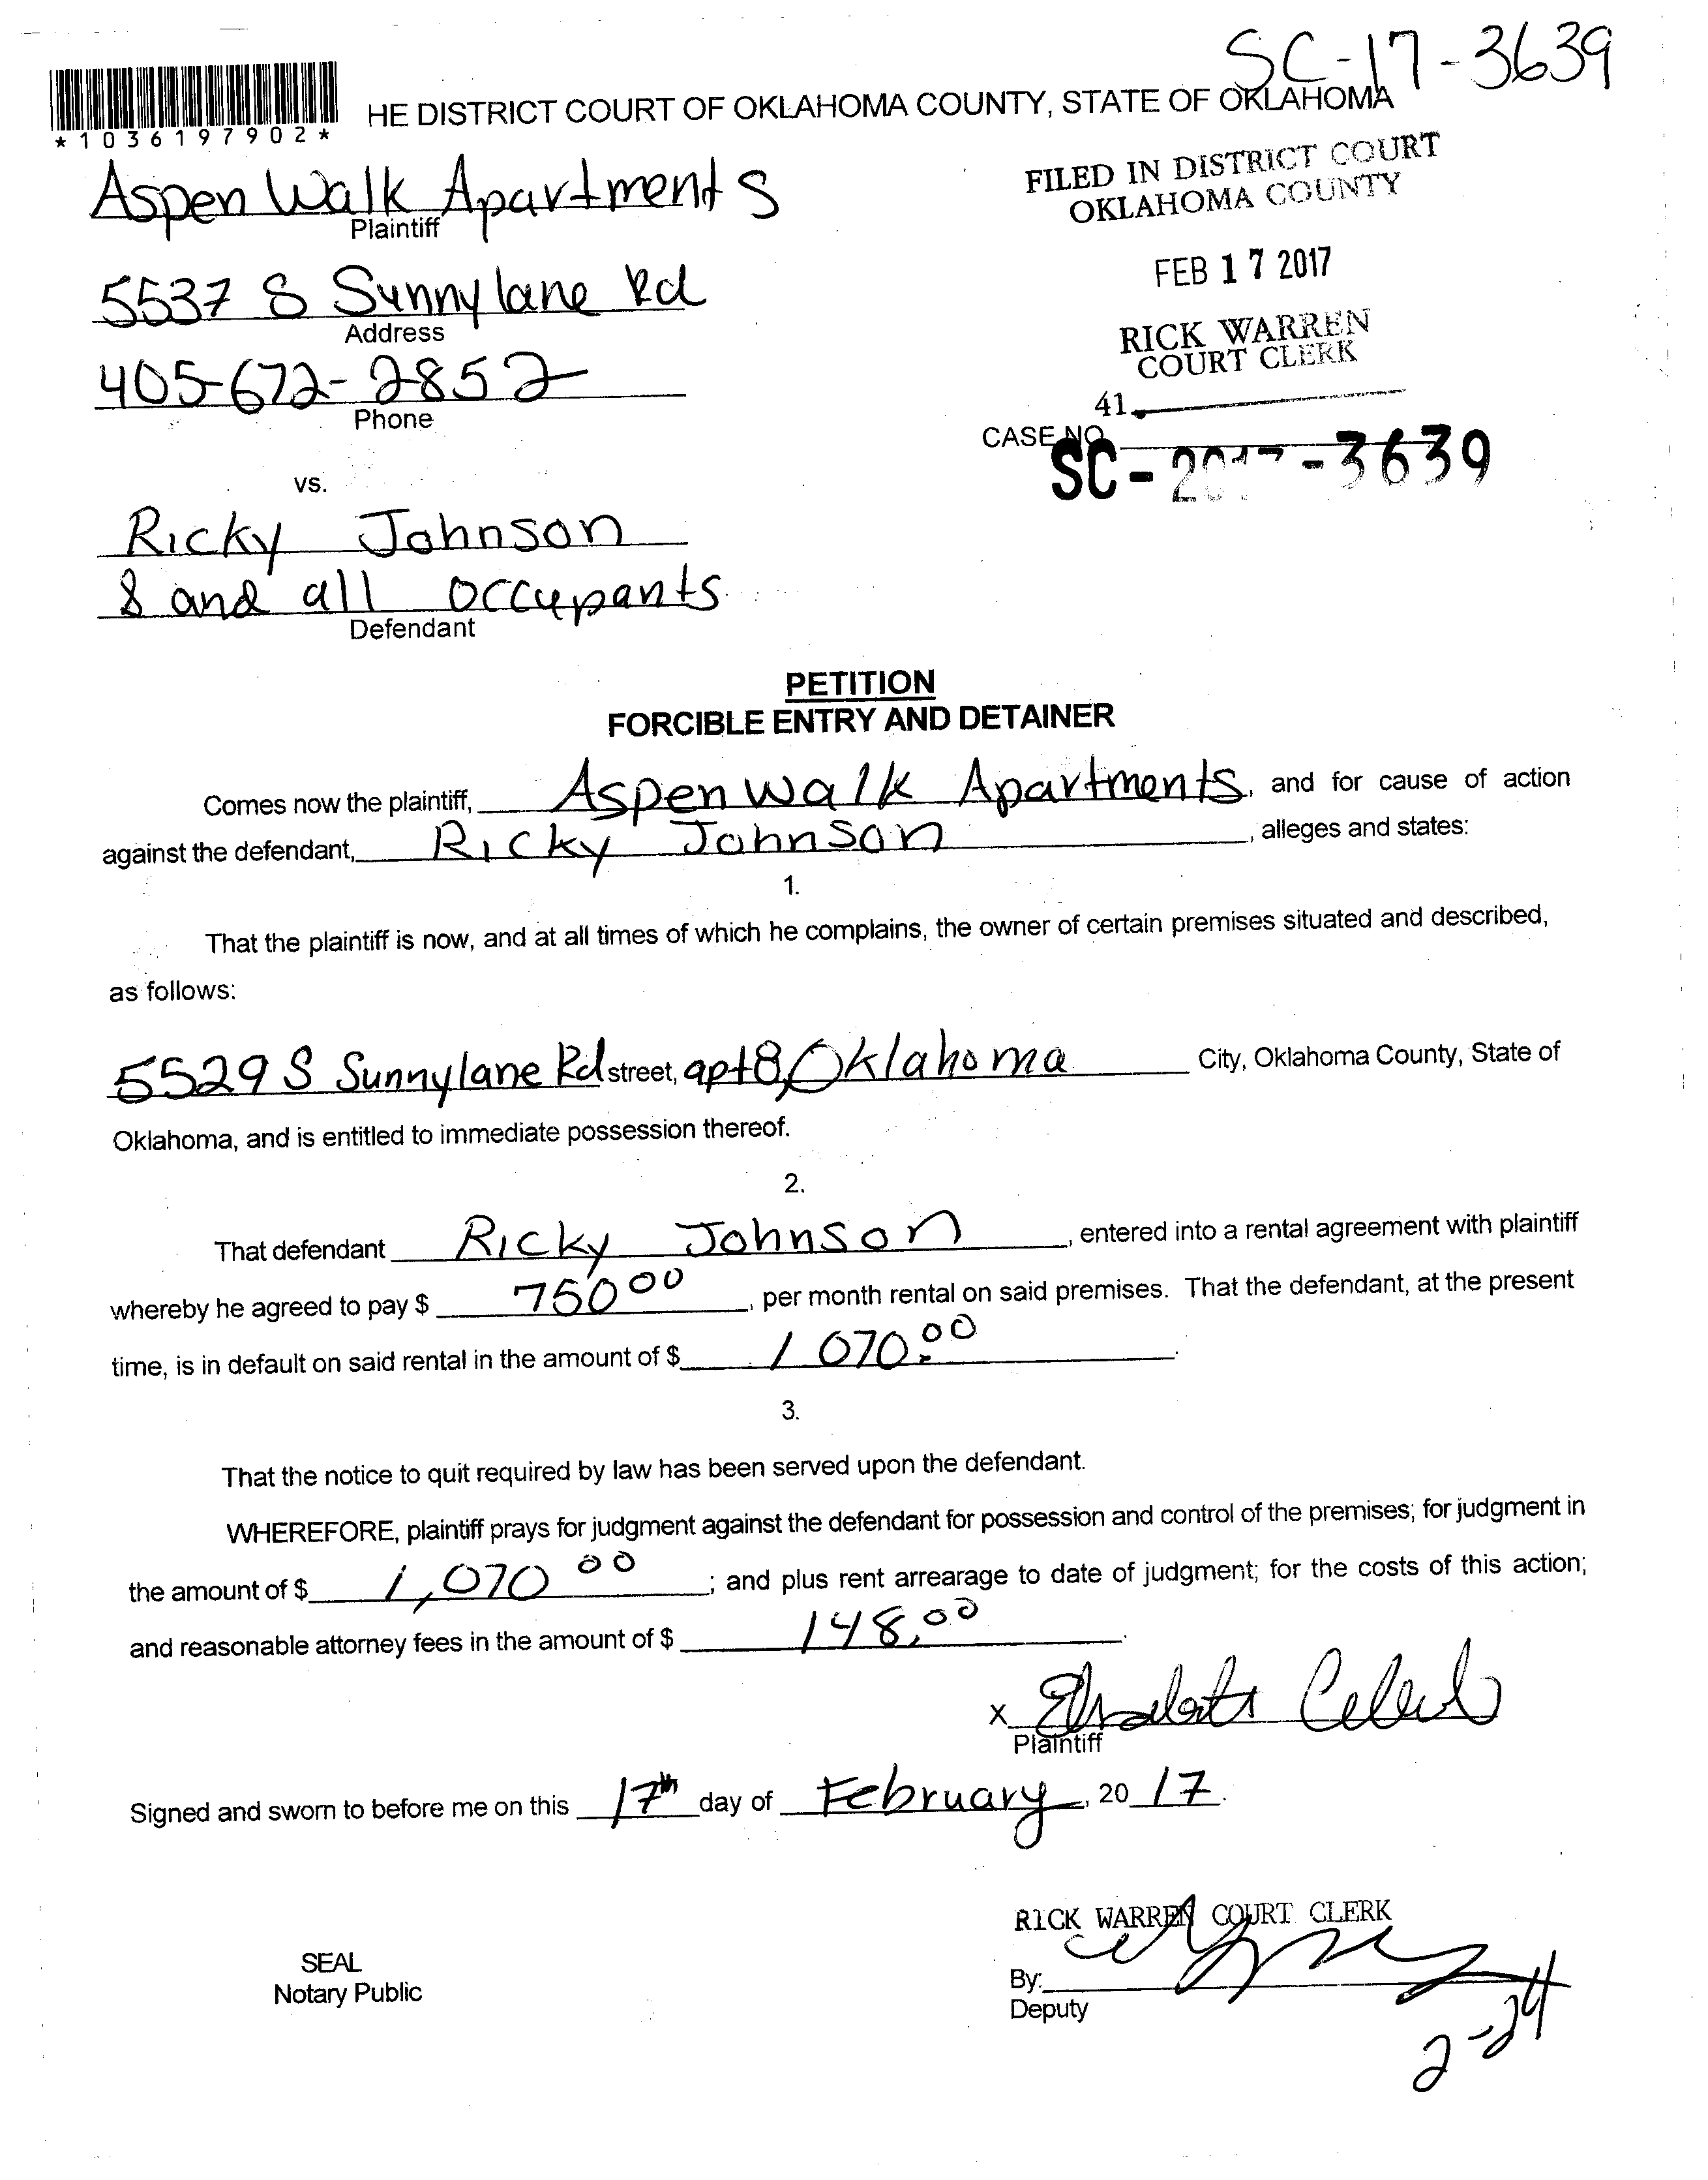 SC-17-3639
*1036197902*
HE DISTRICT COURT OF OKLAHOMA COUNTY, STATE OF OKLAHOMA
Aspen Walk Apartments
Plaintiff
FILED IN DISTRICT COURT
OKLAHOMA COUNTY
5537 S Sunnylane Rd
Address
FEB 17 2017
405-672-2852
Phone
RICK WARREN
COURT CLERK
41
CASE NO.
SC-2017-3639
vs.
Ricky Johnson
& and all occupants
Defendant
PETITION
FORCIBLE ENTRY AND DETAINER
Comes now the plaintiff, Aspen Walk Apartments, and for cause of action
against the defendant, Ricky Johnson, alleges and states:
1.
That the plaintiff is now, and at all times of which he complains, the owner of certain premises situated and described,
as follows:
5529 S Sunnylane Rd street, apt 8, Oklahoma City, Oklahoma County, State of
Oklahoma, and is entitled to immediate possession thereof.
2.
That defendant Ricky Johnson, entered into a rental agreement with plaintiff
whereby he agreed to pay $ 750 00, per month rental on said premises. That the defendant, at the present
time, is in default on said rental in the amount of $ 1070.00.
3.
That the notice to quit required by law has been served upon the defendant.
WHEREFORE, plaintiff prays for judgment against the defendant for possession and control of the premises; for judgment in
the amount of $ 1,070 00; and plus rent arrearage to date of judgment; for the costs of this action;
and reasonable attorney fees in the amount of $ 148.00.
X
Plaintiff
Signed and sworn to before me on this 17th day of February, 20 17.
RICK WARREN COURT CLERK
SEAL
Notary Public
By:
Deputy
2-24